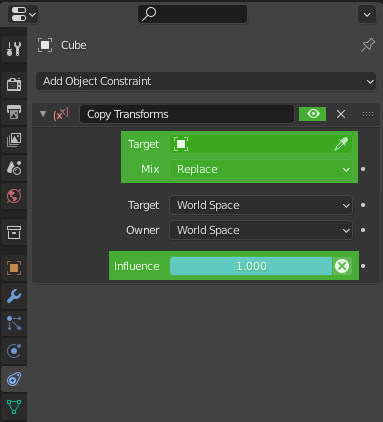 Cube
Add Object Constraint
Copy Transforms
Target
Mix Replace
Target World Space
Owner World Space
Influence 1.000